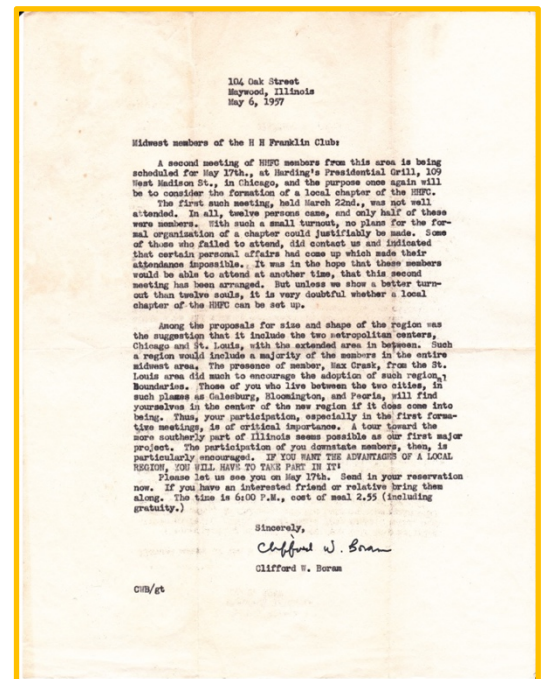 104 Oak Street
Maywood, Illinois
May 6, 1957
Midwest members of the H H Franklin Club:
A second meeting of HHFC members from this area is being
scheduled for May 17th., at Harding's Presidential Grill, 109
West Madison St., in Chicago, and the purpose once again will
be to consider the formation of a local chapter of the HHFC.
The first such meeting, held March 22nd., was not well
attended. In all, twelve persons came, and only half of these
were members. With such a small turnout, no plans for the for-
mal organization of a chapter could justifiably be made. Some
of those who failed to attend, did contact us and indicated
that certain personal affairs had come up which made their
attendance impossible. It was in the hope that these members
would be able to attend at another time, that this second
meeting has been arranged. But unless we show a better turn-
out than twelve souls, it is very doubtful whether a local
chapter of the HHFC can be set up.
Among the proposals for size and shape of the region was
the suggestion that it include the two metropolitan centers,
Chicago and St. Louis, with the extended area in between. Such
a region would include a majority of the members in the entire
midwest area. The presence of member, Max Crask, from the St.
Louis area did much to encourage the adoption of such regional
Boundaries. Those of you who live between the two cities, in
such plames as Galesburg, Bloomington, and Peoria, will find
yourselves in the center of the new region if it does come into
being. Thus, your participation, especially in the first forma-
tive meetings, is of critical importance. A tour toward the
more southerly part of Illinois seems possible as our first major
project. The participation of you downstate members, then, is
particularly encouraged. IF YOU WANT THE ADVANTAGES OF A LOCAL
REGION, YOU WILL HAVE TO TAKE PART IN IT!
Please let us see you on May 17th. Send in your reservation
now. If you have an interested friend or relative bring them
along. The time is 6:00 P.M., cost of meal 2.55 (including
gratuity.)
Sincerely,
Clifford W. Boram
Clifford W. Boram
CWB/gt